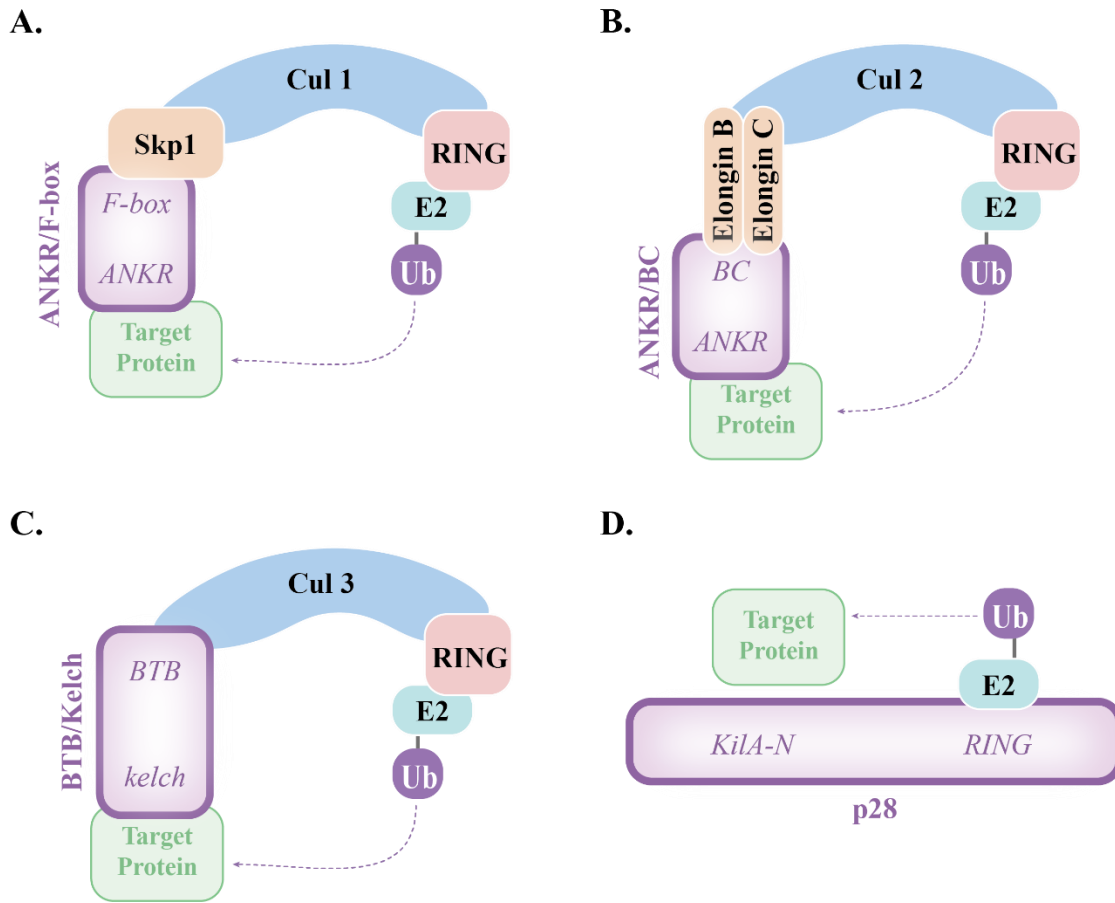 A.
Cul 1
Skp1
RING
ANKR/F-box
F-box
E2
ANKR
Ub
Target
Protein
B.
Cul 2
Elongin B
Elongin C
RING
ANKR/BC
E2
BC
Ub
ANKR
Target
Protein
C.
Cul 3
BTB/Kelch
BTB
RING
E2
kelch
Ub
Target
Protein
D.
Target
Protein
Ub
E2
KilA-N
RING
p28